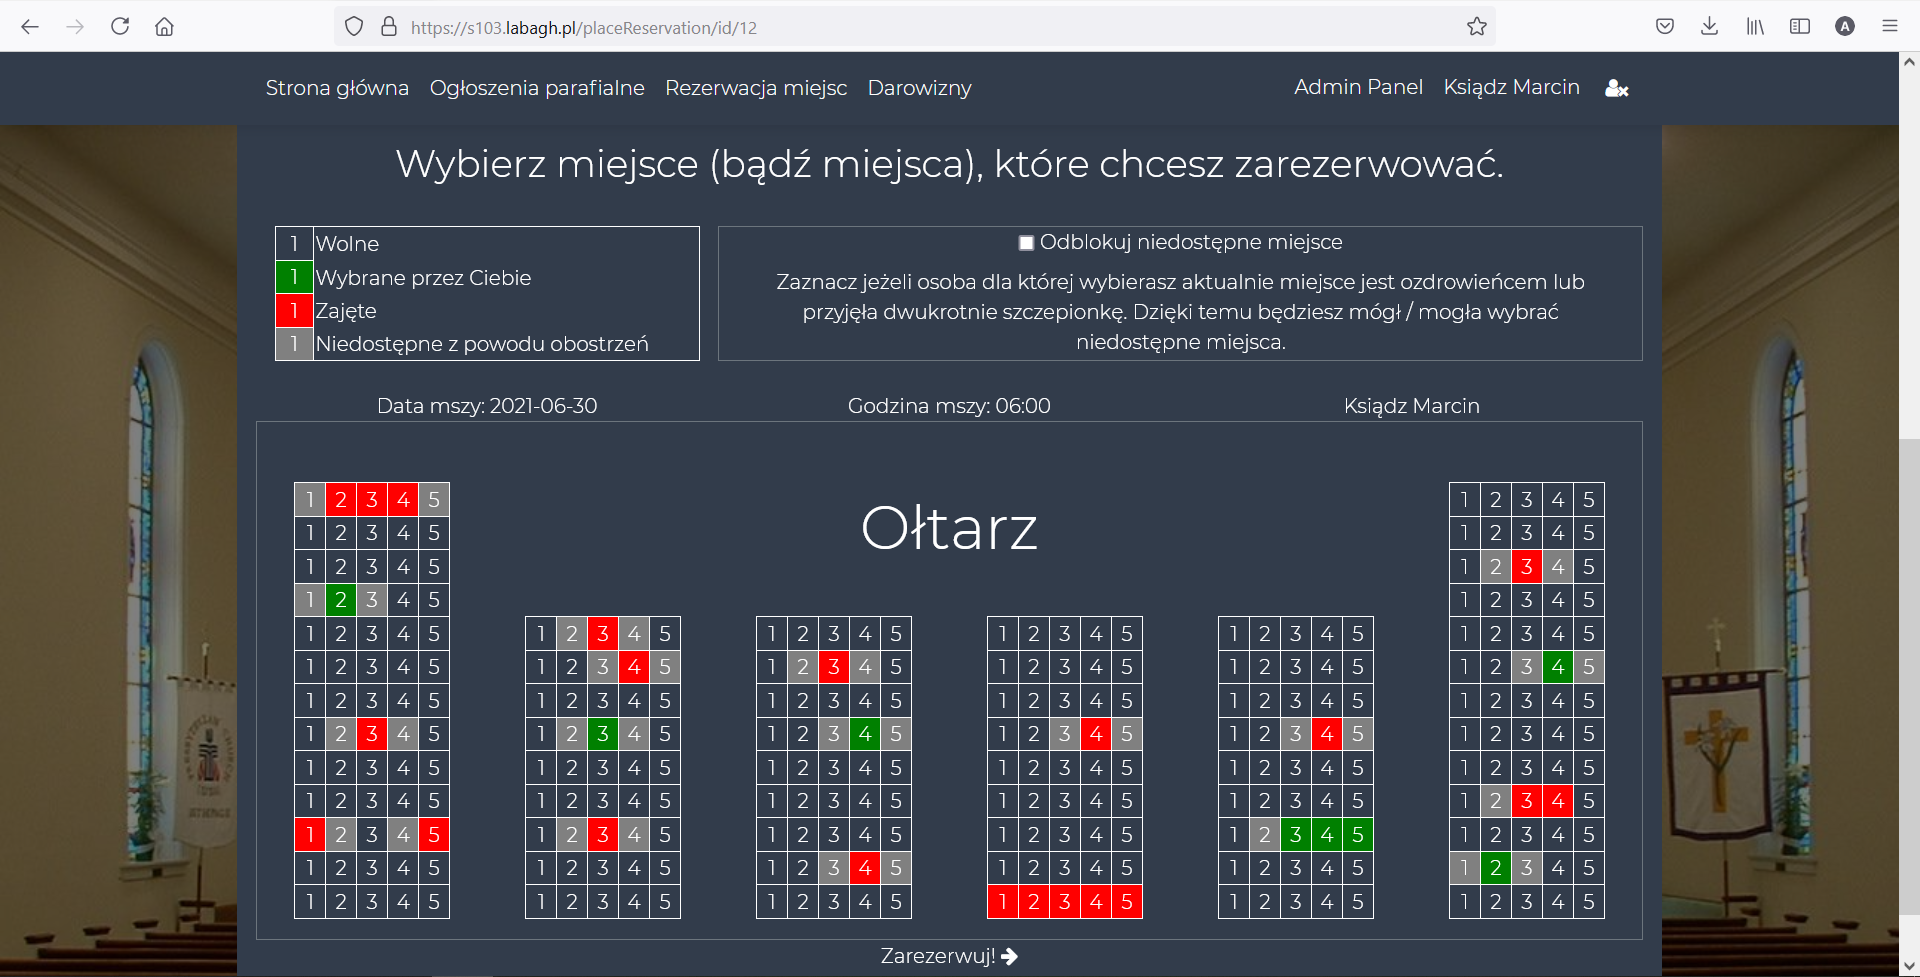 https://s103.labagh.pl/placeReservation/id/12
A
Strona główna Ogłoszenia parafialne Rezerwacja miejsc Darowizny Admin Panel Ksiądz Marcin
Wybierz miejsce (bądź miejsca), które chcesz zarezerwować.
1 Wolne
1 Wybrane przez Ciebie
1 Zajęte
1 Niedostępne z powodu obostrzeń
Odblokuj niedostępne miejsce
Zaznacz jeżeli osoba dla której wybierasz aktualnie miejsce jest ozdrowieńcem lub
przyjęła dwukrotnie szczepionkę. Dzięki temu będziesz mógł / mogła wybrać
niedostępne miejsca.
Data mszy: 2021-06-30 Godzina mszy: 06:00 Ksiądz Marcin
1 2 3 4 5 1 2 3 4 5
Ołtarz
1 2 3 4 5 1 2 3 4 5
1 2 3 4 5 1 2 3 4 5
1 2 3 4 5 1 2 3 4 5
1 2 3 4 5 1 2 3 4 5 1 2 3 4 5 1 2 3 4 5 1 2 3 4 5 1 2 3 4 5
1 2 3 4 5 1 2 3 4 5 1 2 3 4 5 1 2 3 4 5 1 2 3 4 5 1 2 3 4 5
1 2 3 4 5 1 2 3 4 5 1 2 3 4 5 1 2 3 4 5 1 2 3 4 5 1 2 3 4 5
1 2 3 4 5 1 2 3 4 5 1 2 3 4 5 1 2 3 4 5 1 2 3 4 5 1 2 3 4 5
1 2 3 4 5 1 2 3 4 5 1 2 3 4 5 1 2 3 4 5 1 2 3 4 5 1 2 3 4 5
1 2 3 4 5 1 2 3 4 5 1 2 3 4 5 1 2 3 4 5 1 2 3 4 5 1 2 3 4 5
1 2 3 4 5 1 2 3 4 5 1 2 3 4 5 1 2 3 4 5 1 2 3 4 5 1 2 3 4 5
1 2 3 4 5 1 2 3 4 5 1 2 3 4 5 1 2 3 4 5 1 2 3 4 5 1 2 3 4 5
1 2 3 4 5 1 2 3 4 5 1 2 3 4 5 1 2 3 4 5 1 2 3 4 5 1 2 3 4 5
Zarezerwuj!